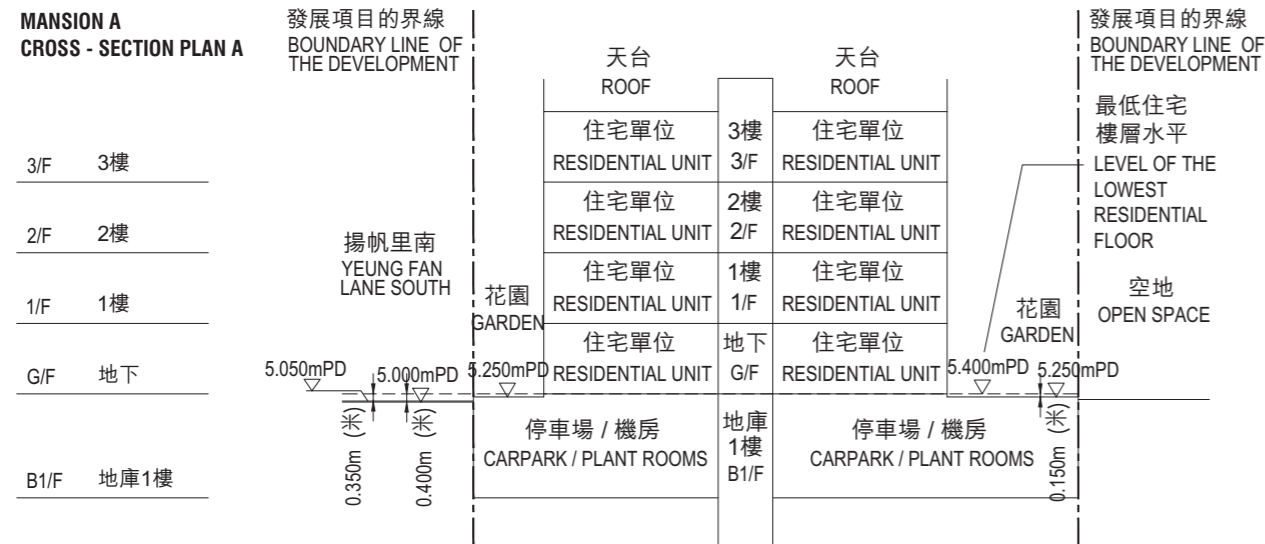 MANSION A
CROSS - SECTION PLAN A
發展項目的界線
BOUNDARY LINE OF
THE DEVELOPMENT
發展項目的界線
BOUNDARY LINE OF
THE DEVELOPMENT
天台
ROOF
天台
ROOF
最低住宅
樓層水平
LEVEL OF THE
LOWEST
RESIDENTIAL
FLOOR
3/F 3樓
住宅單位
RESIDENTIAL UNIT
3樓
3/F
住宅單位
RESIDENTIAL UNIT
2/F 2樓
住宅單位
RESIDENTIAL UNIT
2樓
2/F
住宅單位
RESIDENTIAL UNIT
揚帆里南
YEUNG FAN
LANE SOUTH
1/F 1樓
花園
GARDEN
住宅單位
RESIDENTIAL UNIT
1樓
1/F
住宅單位
RESIDENTIAL UNIT
花園
GARDEN
空地
OPEN SPACE
G/F 地下
5.050mPD
5.000mPD
5.250mPD
住宅單位
RESIDENTIAL UNIT
地下
G/F
住宅單位
RESIDENTIAL UNIT
5.400mPD
5.250mPD
0.350m (米)
0.400m (米)
0.150m (米)
B1/F 地庫1樓
停車場 / 機房
CARPARK / PLANT ROOMS
地庫
1樓
B1/F
停車場 / 機房
CARPARK / PLANT ROOMS